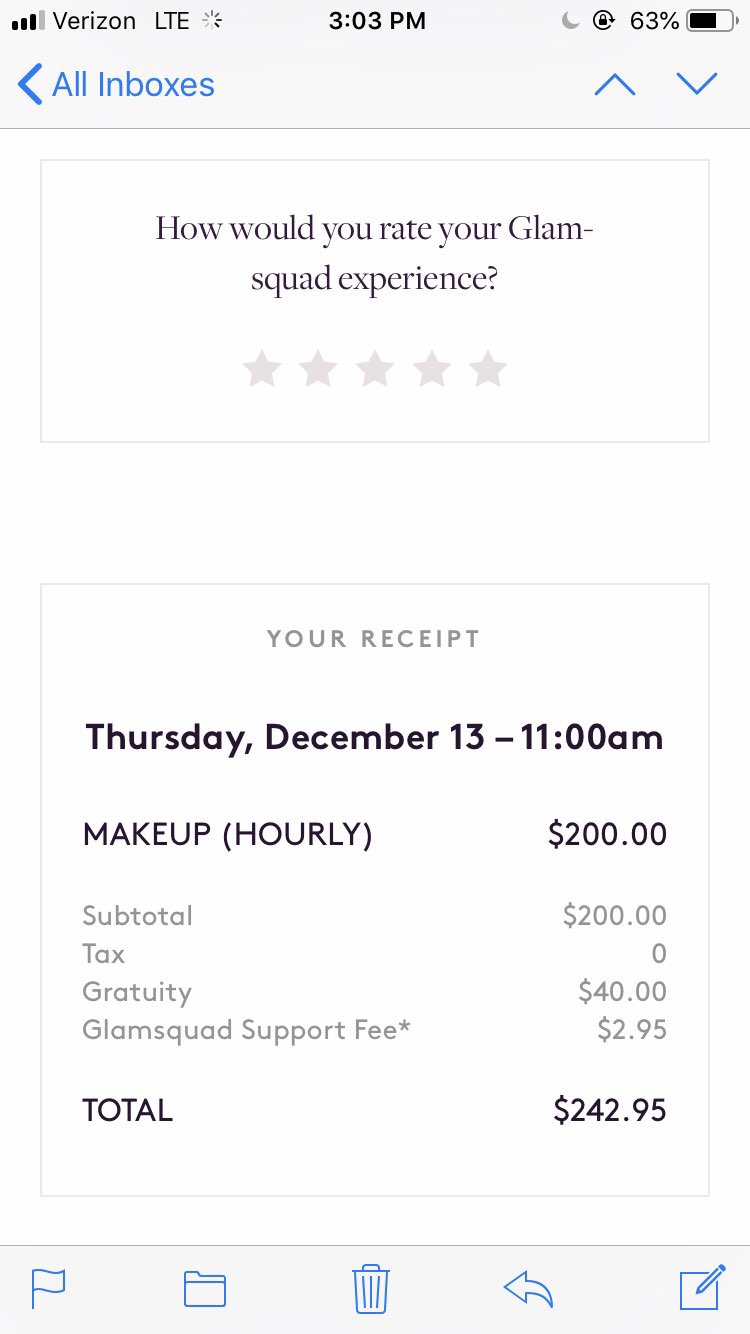 Verizon LTE 3:03 PM 63%
All Inboxes
How would you rate your Glam-
squad experience?
YOUR RECEIPT
Thursday, December 13 – 11:00am
MAKEUP (HOURLY) $200.00
Subtotal $200.00
Tax 0
Gratuity $40.00
Glamsquad Support Fee* $2.95
TOTAL $242.95